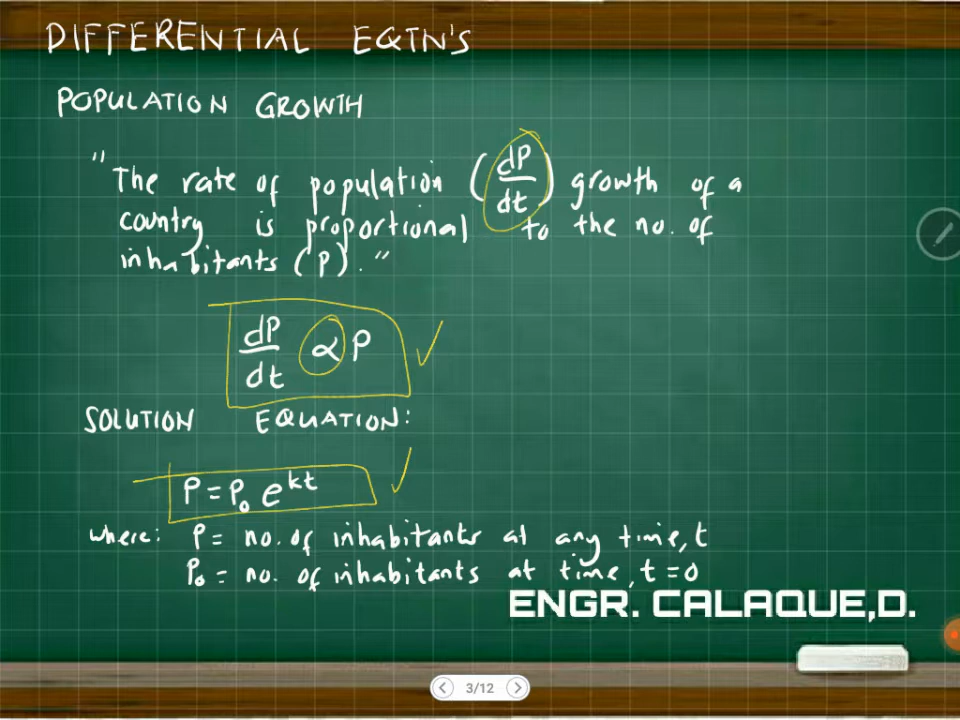 DIFFERENTIAL EQTN'S
POPULATION GROWTH
"The rate of population (dP/dt) growth of a
country is proportional to the no. of
inhabitants (P)."
dP/dt ∝ P
SOLUTION EQUATION:
P = P₀ e^kt
where: P = no. of inhabitants at any time, t
P₀ = no. of inhabitants at time, t = 0
ENGR. CALAQUE,D.
3/12